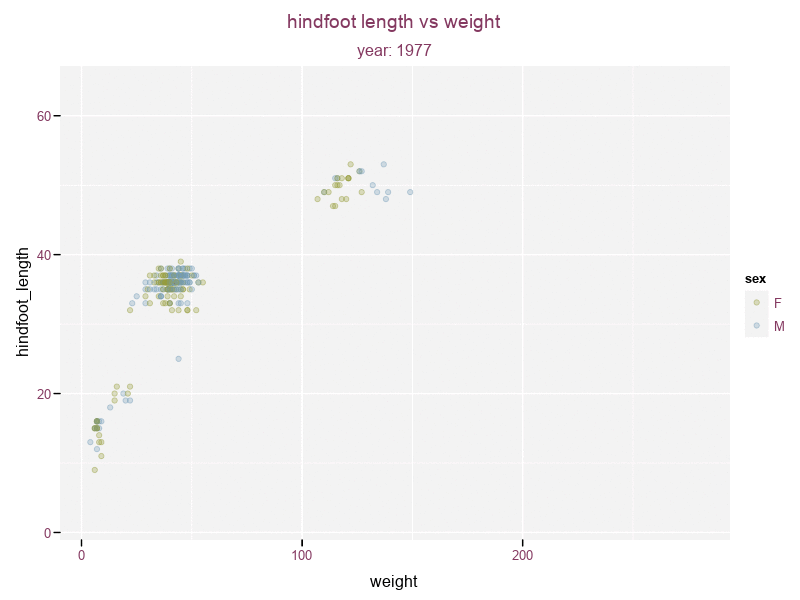 hindfoot length vs weight
year: 1977
hindfoot_length
60
40
20
0
0 100 200
weight
sex
F
M